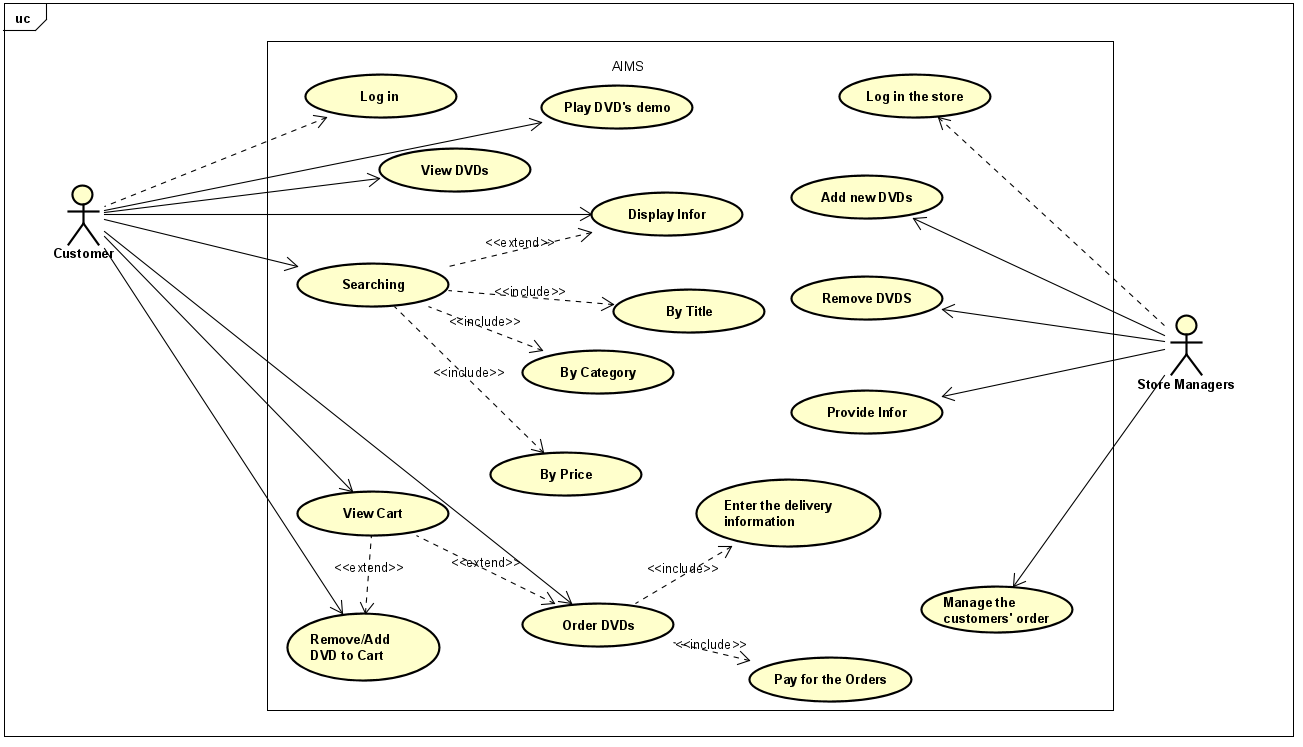 uc
AIMS
Log in
Play DVD's demo
Log in the store
View DVDs
Add new DVDs
Display Infor
Customer
<<extend>>
Searching
<<include>>
Remove DVDS
By Title
<<include>>
By Category
<<include>>
Store Managers
Provide Infor
By Price
View Cart
Enter the delivery
information
<<extend>>
<<extend>>
<<include>>
Manage the
customers' order
Order DVDs
Remove/Add
DVD to Cart
<<include>>
Pay for the Orders